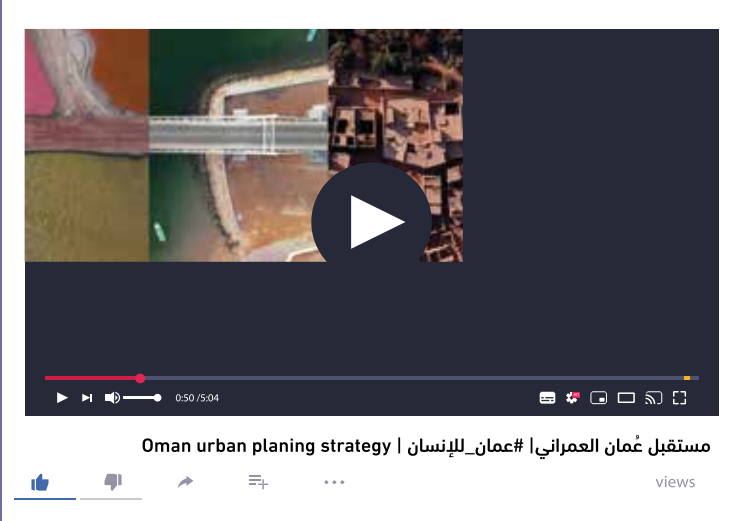 0:50 /5:04
مستقبل عُمان العمراني| #عمان_للإنسان | Oman urban planing strategy
views